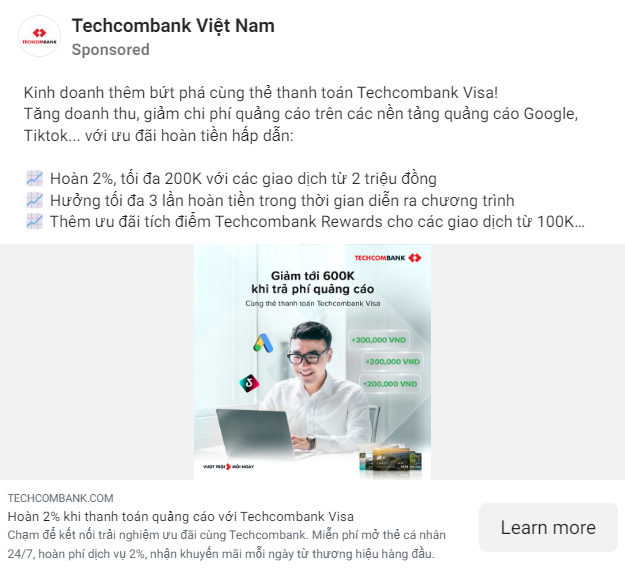 Techcombank Việt Nam
Sponsored
TECHCOMBANK
Kinh doanh thêm bứt phá cùng thẻ thanh toán Techcombank Visa!
Tăng doanh thu, giảm chi phí quảng cáo trên các nền tảng quảng cáo Google,
Tiktok... với ưu đãi hoàn tiền hấp dẫn:
Hoàn 2%, tối đa 200K với các giao dịch từ 2 triệu đồng
Hưởng tối đa 3 lần hoàn tiền trong thời gian diễn ra chương trình
Thêm ưu đãi tích điểm Techcombank Rewards cho các giao dịch từ 100K...
TECHCOMBANK
Giảm tới 600K
khi trả phí quảng cáo
Cùng thẻ thanh toán Techcombank Visa
+200,000 VND
+200,000 VND
+200,000 VND
VƯỢT TRỘI MỖI NGÀY
TECHCOMBANK.COM
Hoàn 2% khi thanh toán quảng cáo với Techcombank Visa
Chạm để kết nối trải nghiệm ưu đãi cùng Techcombank. Miễn phí mở thẻ cá nhân
24/7, hoàn phí dịch vụ 2%, nhận khuyến mãi mỗi ngày từ thương hiệu hàng đầu.
Learn more